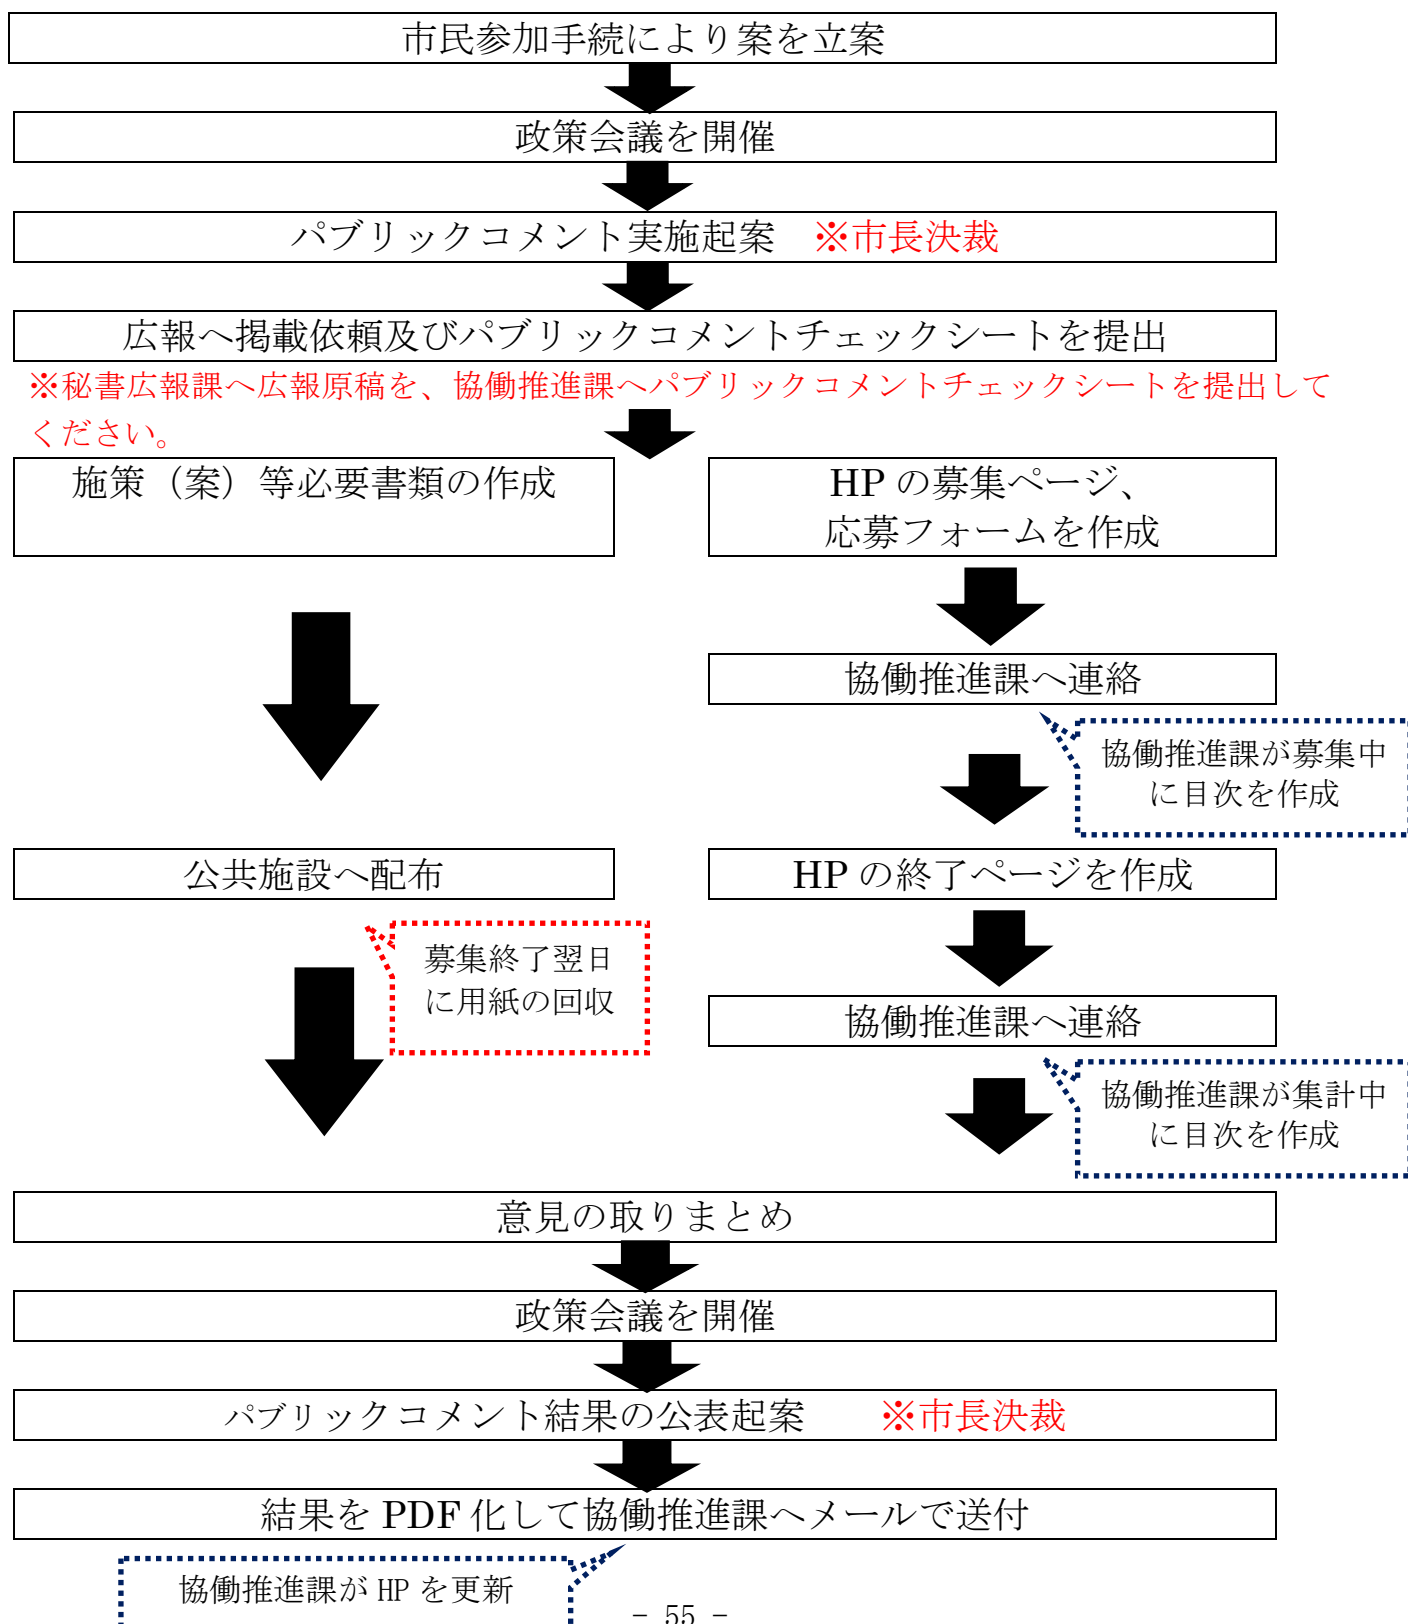 市民参加手続により案を立案
政策会議を開催
パブリックコメント実施起案　※市長決裁
広報へ掲載依頼及びパブリックコメントチェックシートを提出
※秘書広報課へ広報原稿を、協働推進課へパブリックコメントチェックシートを提出して
ください。
施策（案）等必要書類の作成
HP の募集ページ、
応募フォームを作成
協働推進課へ連絡
協働推進課が募集中
に目次を作成
公共施設へ配布
HP の終了ページを作成
募集終了翌日
に用紙の回収
協働推進課へ連絡
協働推進課が集計中
に目次を作成
意見の取りまとめ
政策会議を開催
パブリックコメント結果の公表起案　　※市長決裁
結果を PDF 化して協働推進課へメールで送付
協働推進課が HP を更新
- 55 -